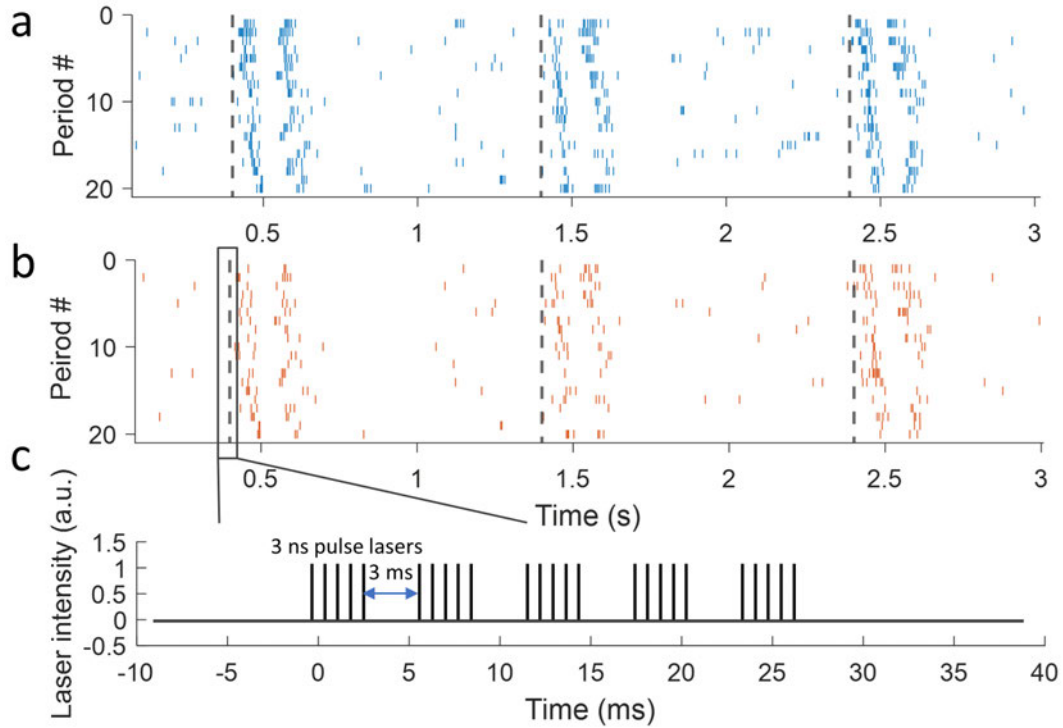 a
Period #
0
10
20
0.5 1 1.5 2 2.5 3
b
Peirod #
0
10
20
0.5 1 1.5 2 2.5 3
Time (s)
c
Laser intensity (a.u.)
1.5
1
0.5
0
-0.5
3 ns pulse lasers
3 ms
-10 -5 0 5 10 15 20 25 30 35 40
Time (ms)